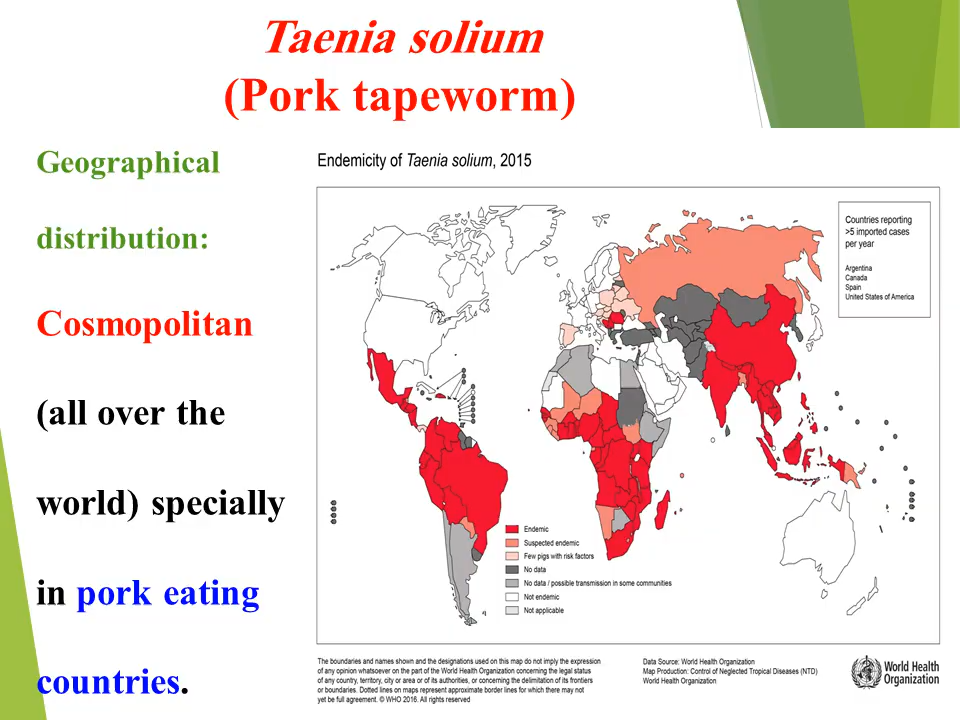 Taenia solium
(Pork tapeworm)
Geographical
distribution:
Cosmopolitan
(all over the
world) specially
in pork eating
countries.
Endemicity of Taenia solium, 2015
Countries reporting
>5 imported cases
per year
Argentina
Canada
Spain
United States of America
Endemic
Suspected endemic
Few pigs with risk factors
No data
No data / possible transmission in some communities
Not endemic
Not applicable
The boundaries and names shown and the designations used on this map do not imply the expression
of any opinion whatsoever on the part of the World Health Organization concerning the legal status
of any country, territory, city or area or of its authorities, or concerning the delimitation of its frontiers
or boundaries. Dotted lines on maps represent approximate border lines for which there may not
yet be full agreement. © WHO 2016. All rights reserved
Data Source: World Health Organization
Map Production: Control of Neglected Tropical Diseases (NTD)
World Health Organization
World Health
Organization